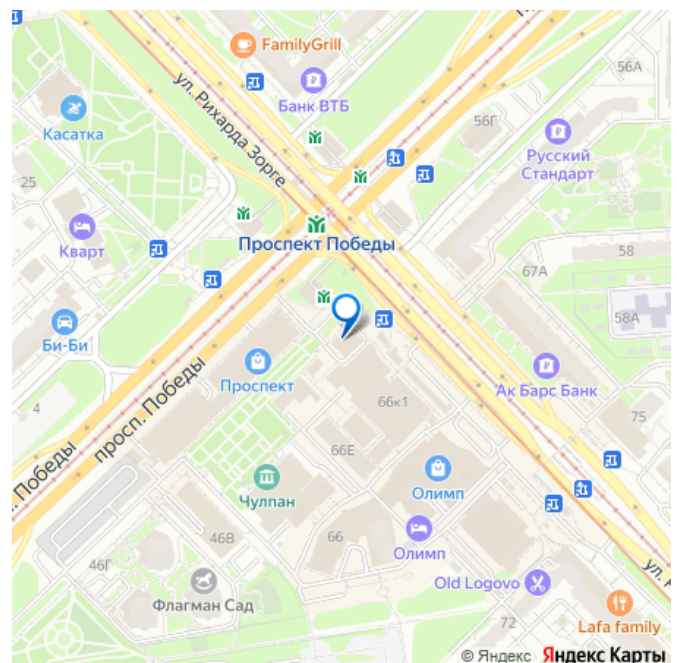 FamilyGrill
56А
ул. Рихарда Зорге
Банк ВТБ
Касатка
56Г
Русский
Стандарт
25
Проспект Победы
Кварт
58
67А
58А
Би-Би
просп. Победы
Проспект
Ак Барс Банк
66к1
4
75
66Е
Победы
Чулпан
Олимп
46В
66
Олимп
46Г
Old Logovo
Флагман Сад
72
Lafa family
© Яндекс Яндекс Карты